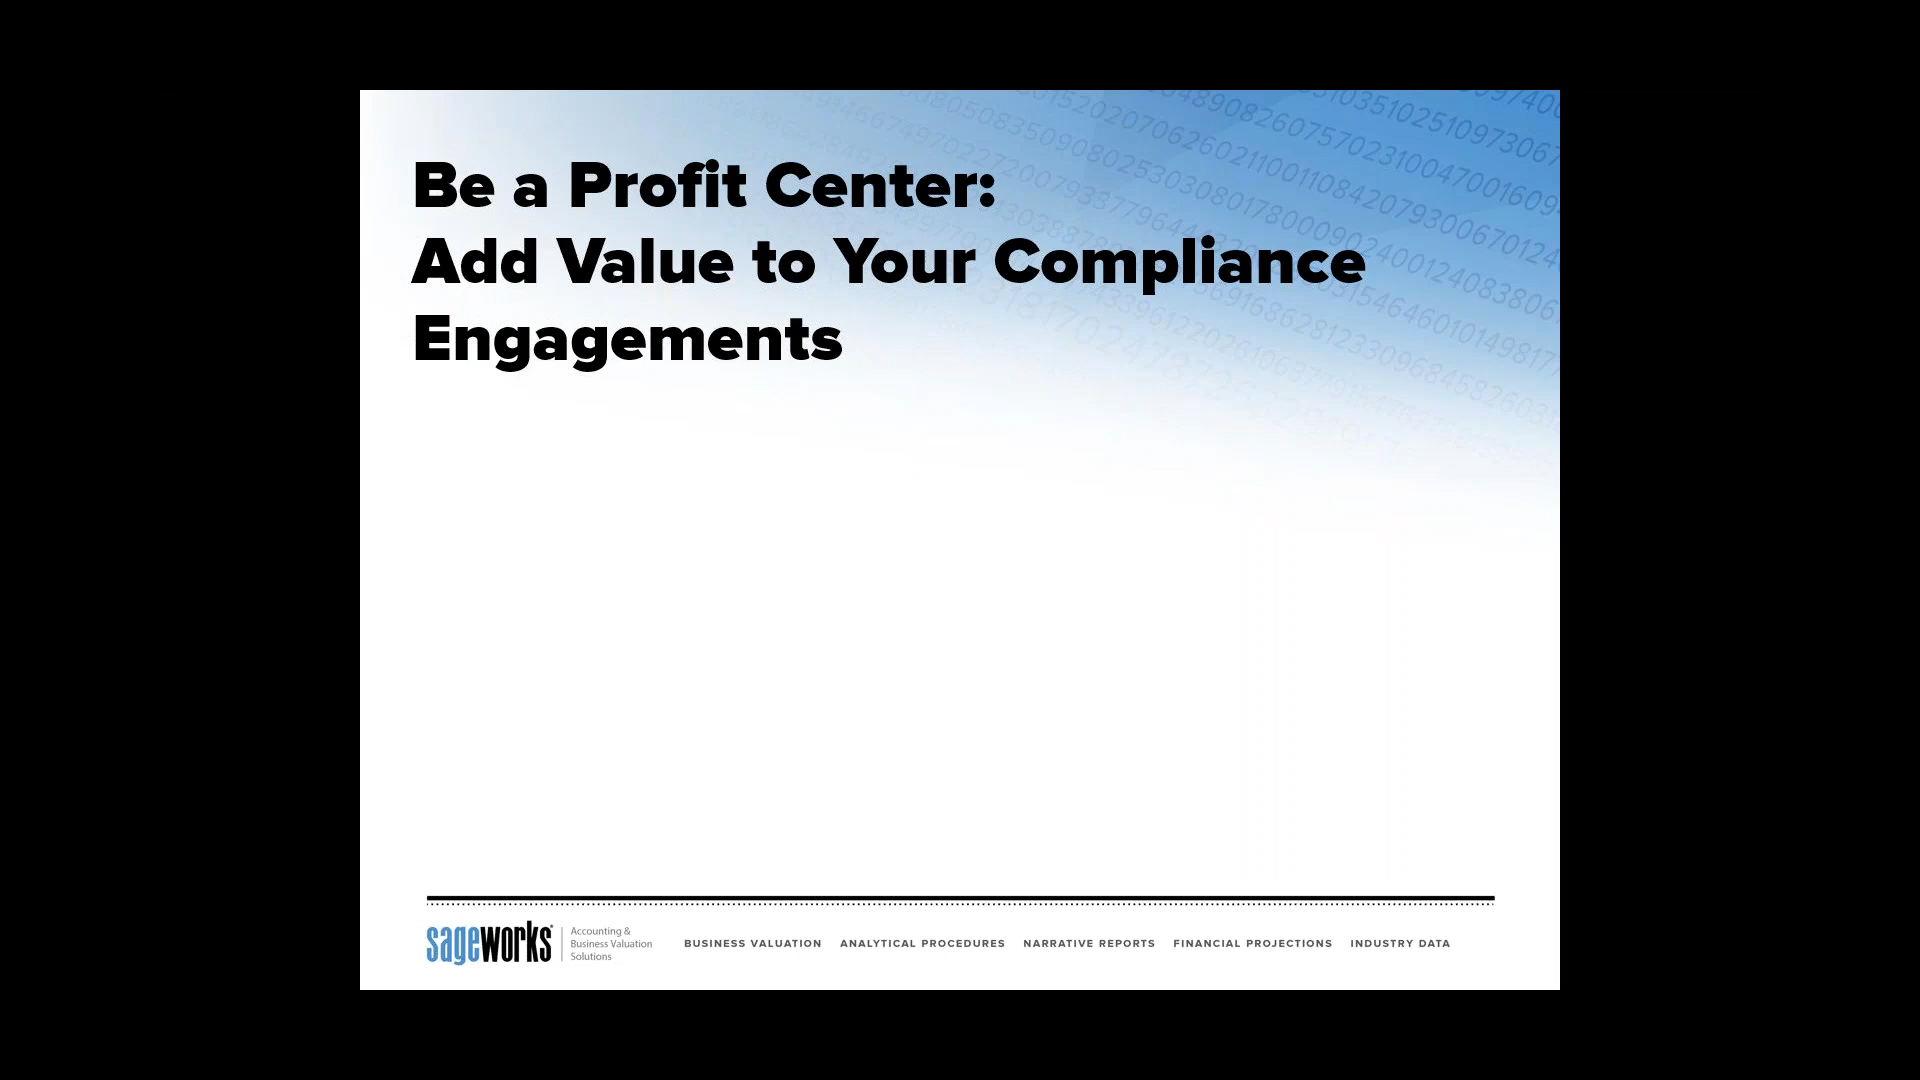 Be a Profit Center:
Add Value to Your Compliance
Engagements
sageworks
Accounting &
Business Valuation
Solutions
BUSINESS VALUATION ANALYTICAL PROCEDURES NARRATIVE REPORTS FINANCIAL PROJECTIONS INDUSTRY DATA